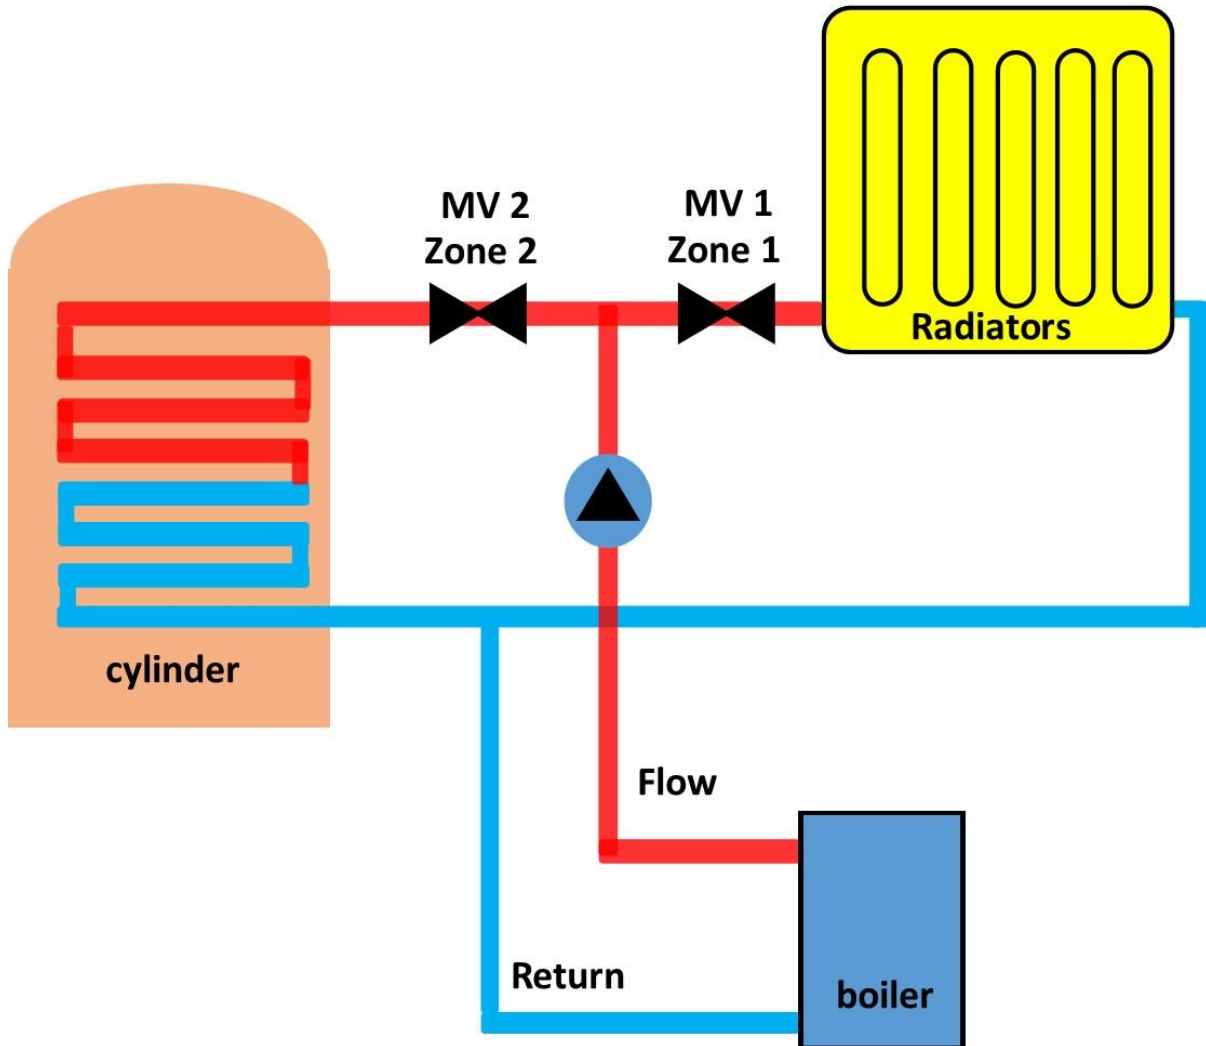 MV 2
Zone 2
MV 1
Zone 1
Radiators
cylinder
Flow
Return
boiler